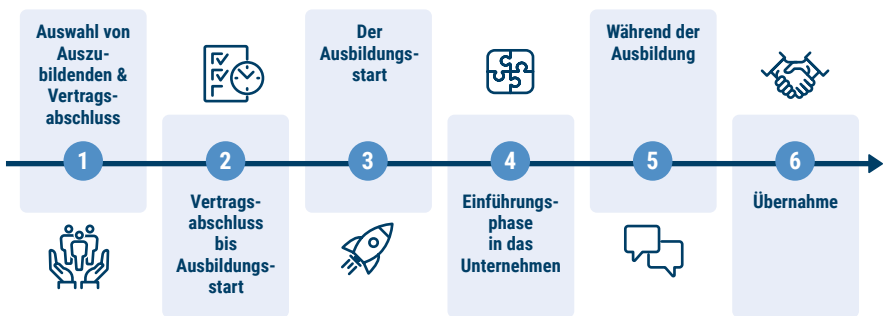 Auswahl von
Auszu-
bildenden &
Vertrags-
abschluss
1
Vertrags-
abschluss
bis
Ausbildungs-
start
2
Der
Ausbildungs-
start
3
Einführungs-
phase
in das
Unternehmen
4
Während der
Ausbildung
5
Übernahme
6